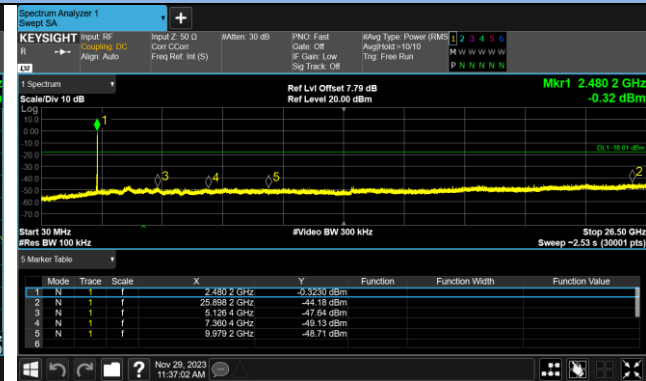 Spectrum Analyzer 1
Swept SA
+
KEYSIGHT Input: RF Input Z: 50 Ω #Atten: 30 dB PNO: Fast #Avg Type: Power (RMS 1 2 3 4 5 6
R Coupling: DC Corr CCorr Gate: Off Avg|Hold:>10/10 M W W W W W
Align: Auto Freq Ref: Int (S) IF Gain: Low Trig: Free Run
LXI Sig Track: Off P N N N N N
1 Spectrum Ref Lvl Offset 7.79 dB Mkr1 2.480 2 GHz
Scale/Div 10 dB Ref Level 20.00 dBm -0.32 dBm
Log
10.0 1
0.00
-10.0
-20.0 DL1 -18.01 dBm
-30.0
-40.0 3 4 5 2
-50.0
-60.0
-70.0
Start 30 MHz #Video BW 300 kHz Stop 26.50 GHz
#Res BW 100 kHz Sweep ~2.53 s (30001 pts)
5 Marker Table
Mode Trace Scale X Y Function Function Width Function Value
1 N 1 f 2.480 2 GHz -0.3230 dBm
2 N 1 f 25.898 2 GHz -44.18 dBm
3 N 1 f 5.126 4 GHz -47.64 dBm
4 N 1 f 7.360 4 GHz -49.13 dBm
5 N 1 f 9.979 2 GHz -48.71 dBm
6
? Nov 29, 2023
11:37:02 AM